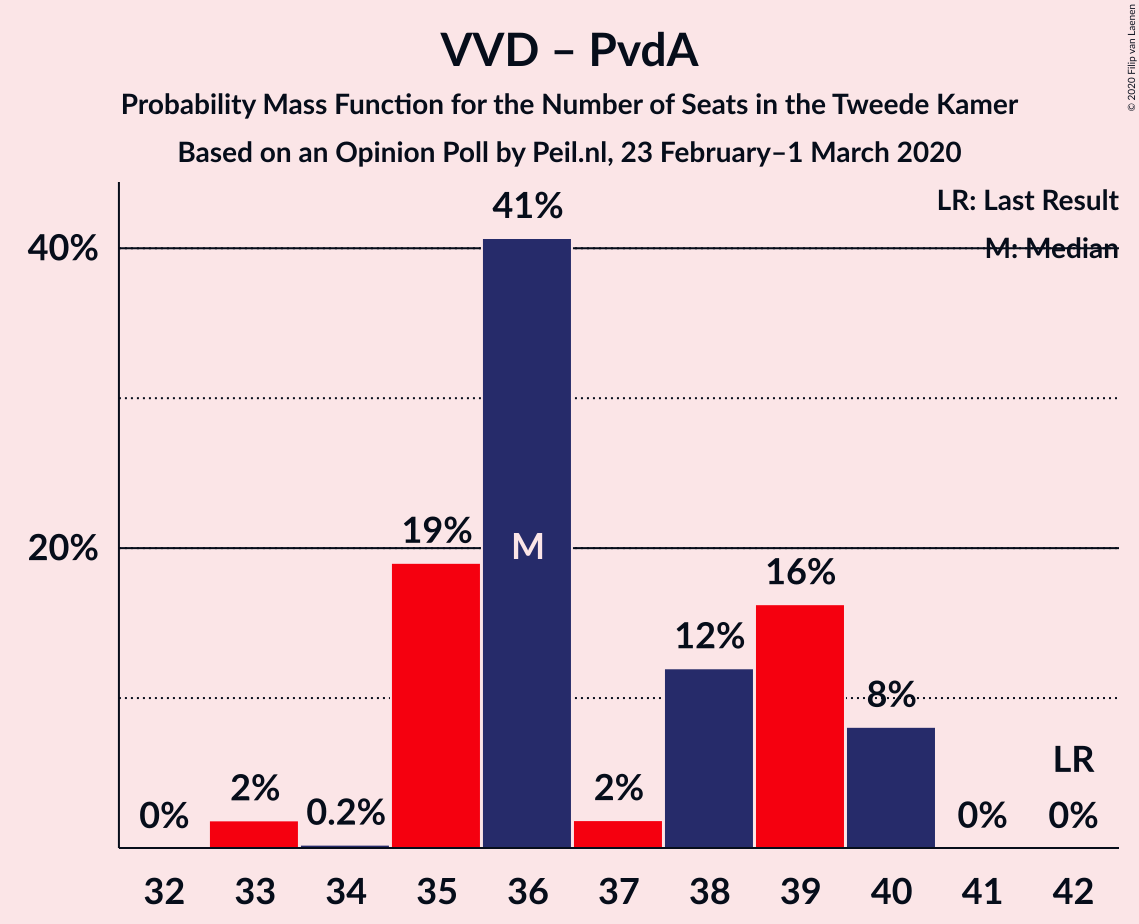 VVD – PvdA
Probability Mass Function for the Number of Seats in the Tweede Kamer
Based on an Opinion Poll by Peil.nl, 23 February–1 March 2020
© 2020 Filip van Laenen
LR: Last Result
M: Median
40%
20%
0%
2%
0.2%
19%
41%
M
2%
12%
16%
8%
0%
LR
0%
32 33 34 35 36 37 38 39 40 41 42